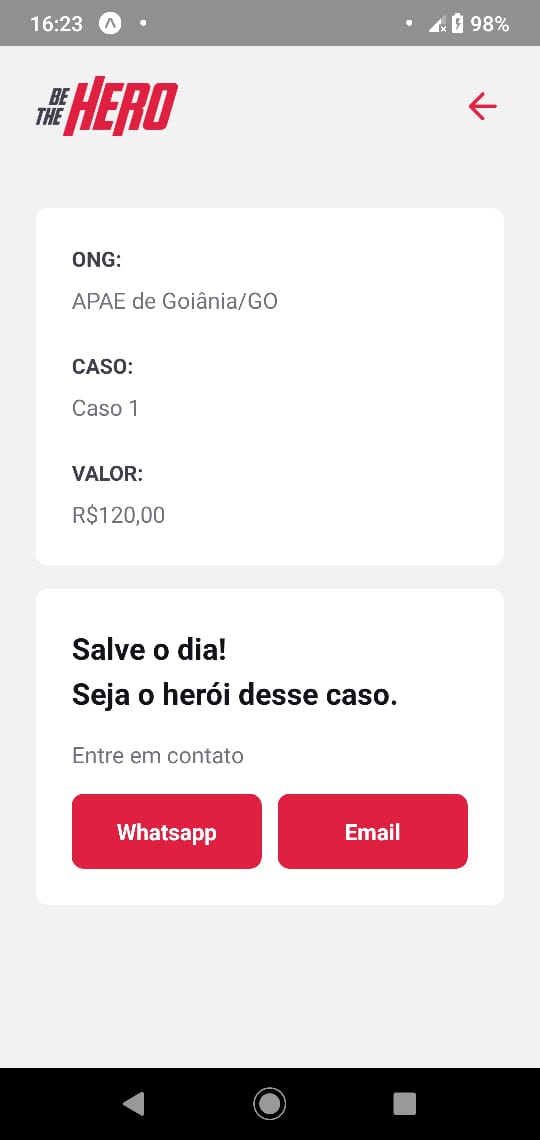 16:23
98%
BE THE HERO
ONG:
APAE de Goiânia/GO
CASO:
Caso 1
VALOR:
R$120,00
Salve o dia!
Seja o herói desse caso.
Entre em contato
Whatsapp
Email